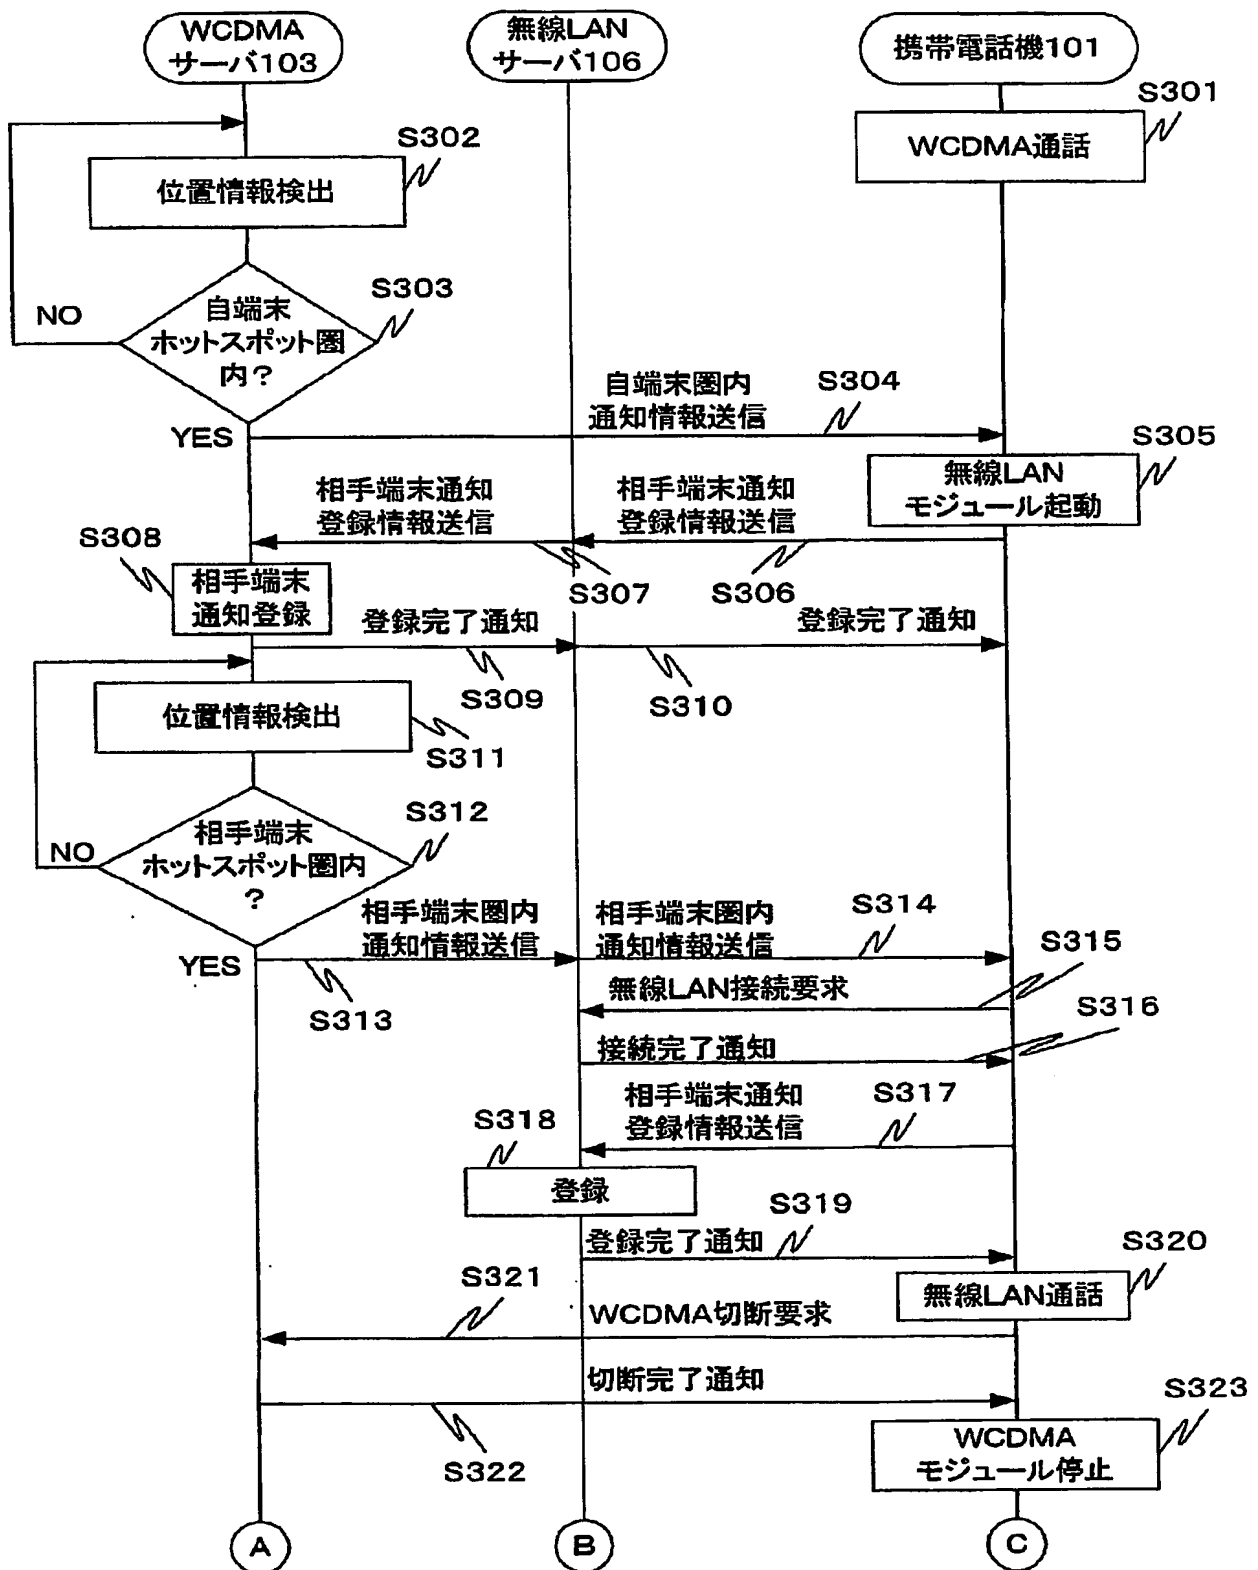 WCDMA
サーバ103
無線LAN
サーバ106
携帯電話機101
S301
WCDMA通話
S302
位置情報検出
S303
自端末
ホットスポット圏
内?
NO
YES
自端末圏内
通知情報送信
S304
S305
無線LAN
モジュール起動
相手端末通知
登録情報送信
相手端末通知
登録情報送信
S307
S306
S308
相手端末
通知登録
登録完了通知
登録完了通知
S309
S310
位置情報検出
S311
S312
相手端末
ホットスポット圏内
?
NO
YES
相手端末圏内
通知情報送信
相手端末圏内
通知情報送信
S314
S313
S315
無線LAN接続要求
S316
接続完了通知
相手端末通知
登録情報送信
S317
S318
登録
S319
登録完了通知
S320
無線LAN通話
S321
WCDMA切断要求
切断完了通知
S322
S323
WCDMA
モジュール停止
A
B
C